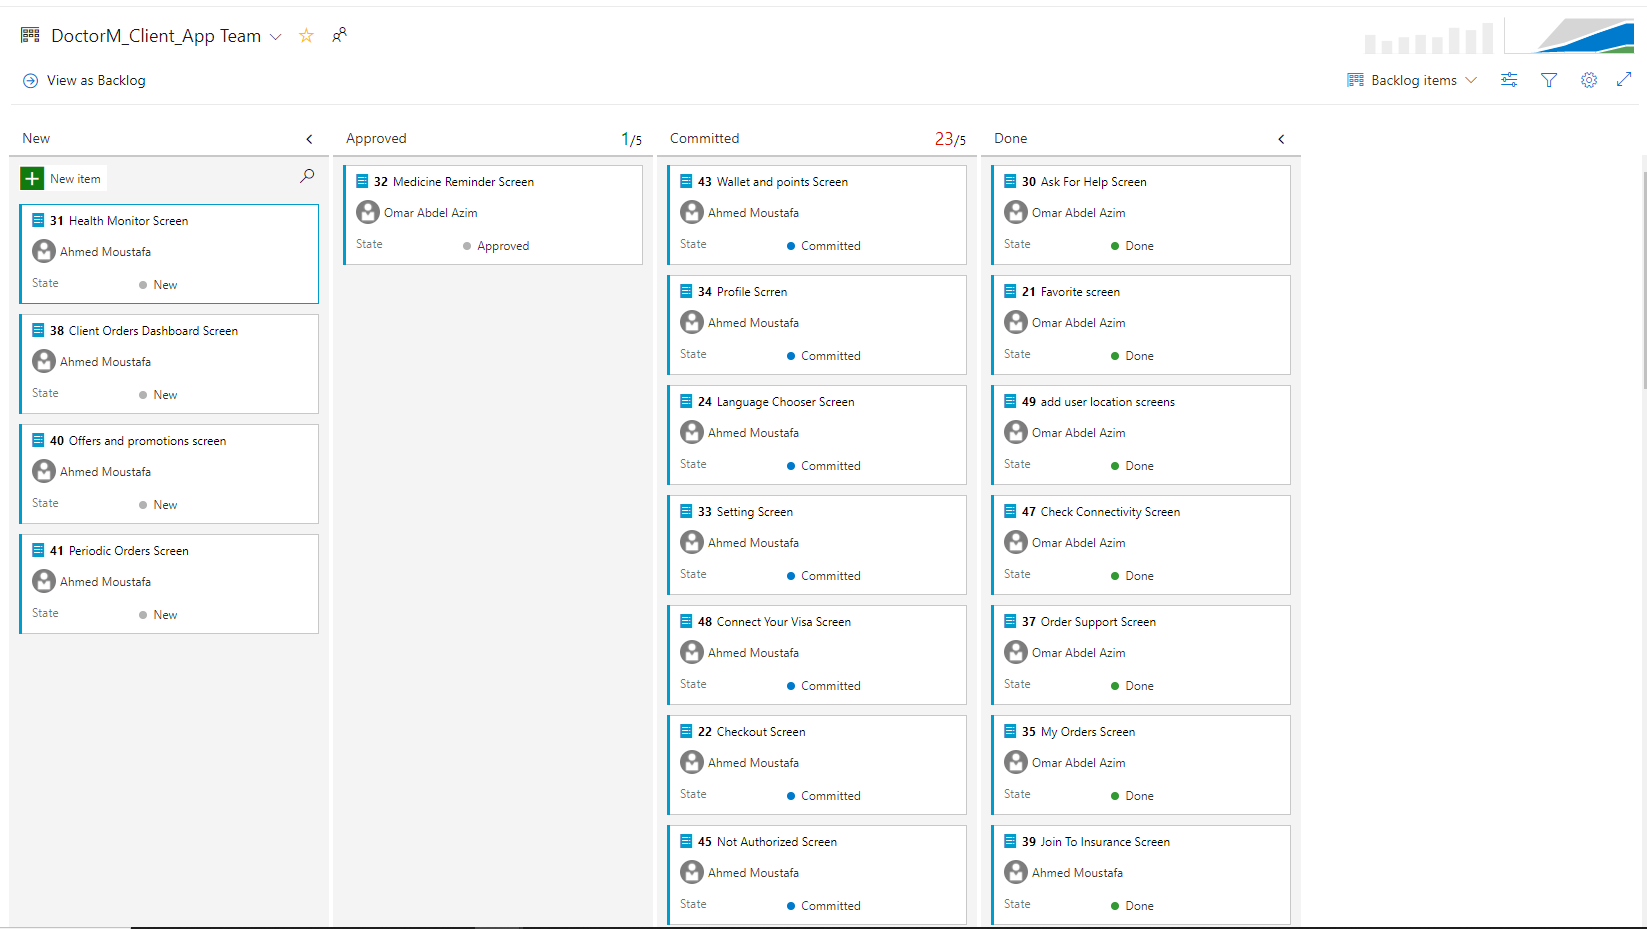 DoctorM_Client_App Team
View as Backlog
Backlog items
New
New item
31 Health Monitor Screen
Ahmed Moustafa
State New
38 Client Orders Dashboard Screen
Ahmed Moustafa
State New
40 Offers and promotions screen
Ahmed Moustafa
State New
41 Periodic Orders Screen
Ahmed Moustafa
State New
Approved 1/5
32 Medicine Reminder Screen
Omar Abdel Azim
State Approved
Committed 23/5
43 Wallet and points Screen
Ahmed Moustafa
State Committed
34 Profile Scrren
Ahmed Moustafa
State Committed
24 Language Chooser Screen
Ahmed Moustafa
State Committed
33 Setting Screen
Ahmed Moustafa
State Committed
48 Connect Your Visa Screen
Ahmed Moustafa
State Committed
22 Checkout Screen
Ahmed Moustafa
State Committed
45 Not Authorized Screen
Ahmed Moustafa
State Committed
Done
30 Ask For Help Screen
Omar Abdel Azim
State Done
21 Favorite screen
Omar Abdel Azim
State Done
49 add user location screens
Omar Abdel Azim
State Done
47 Check Connectivity Screen
Omar Abdel Azim
State Done
37 Order Support Screen
Omar Abdel Azim
State Done
35 My Orders Screen
Omar Abdel Azim
State Done
39 Join To Insurance Screen
Ahmed Moustafa
State Done